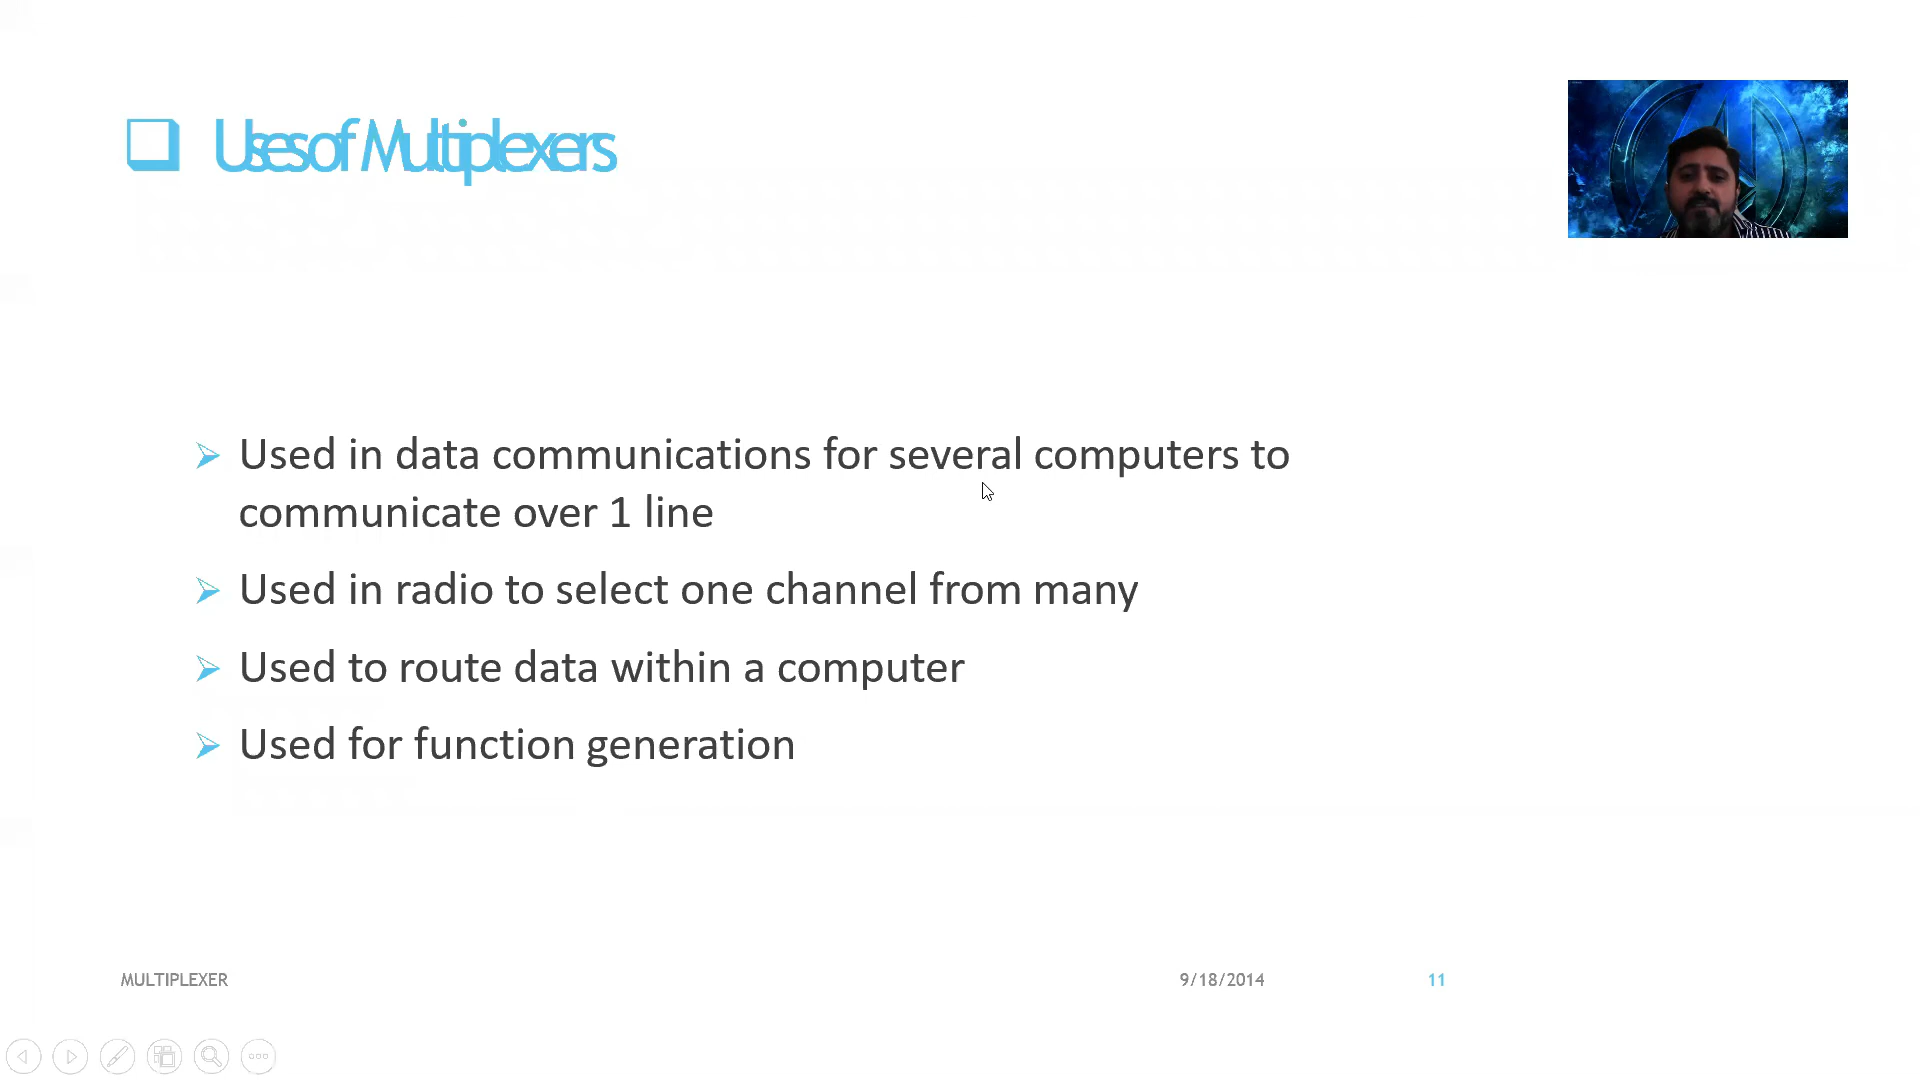 Uses of Multiplexers
Used in data communications for several computers to
communicate over 1 line
Used in radio to select one channel from many
Used to route data within a computer
Used for function generation
MULTIPLEXER
9/18/2014
11